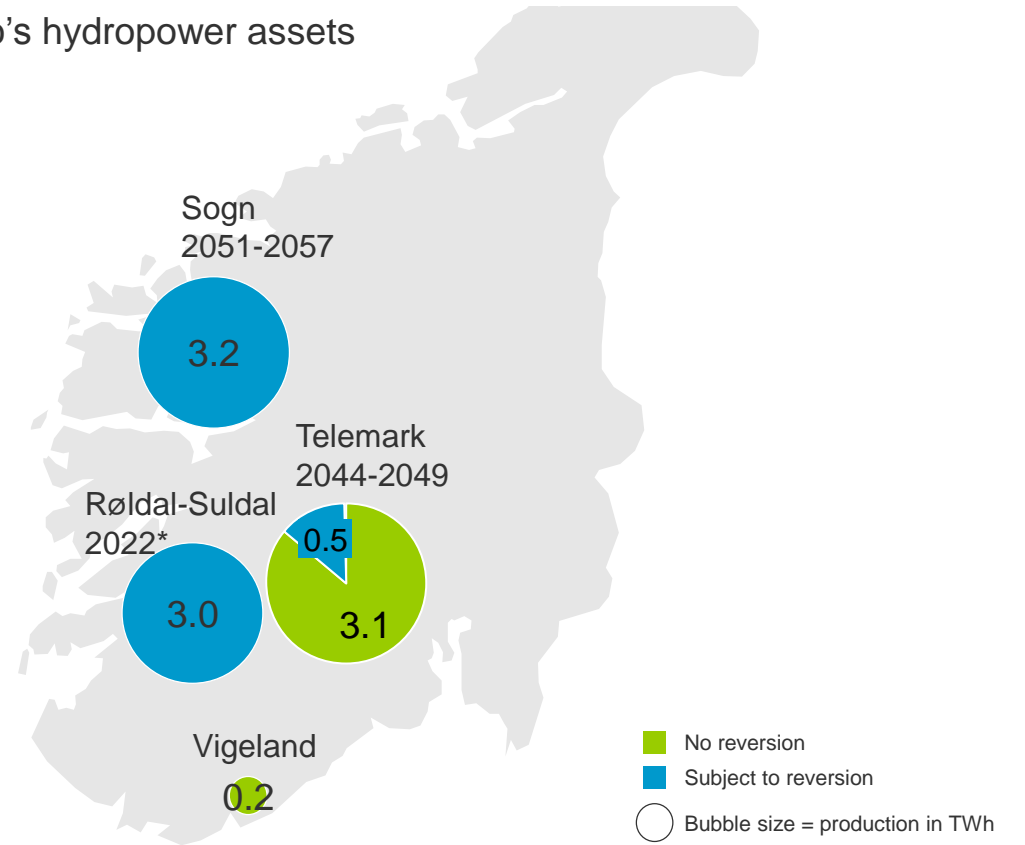 's hydropower assets
Sogn
2051-2057
3.2
Telemark
2044-2049
0.5
3.1
Røldal-Suldal
2022*
3.0
Vigeland
0.2
No reversion
Subject to reversion
Bubble size = production in TWh